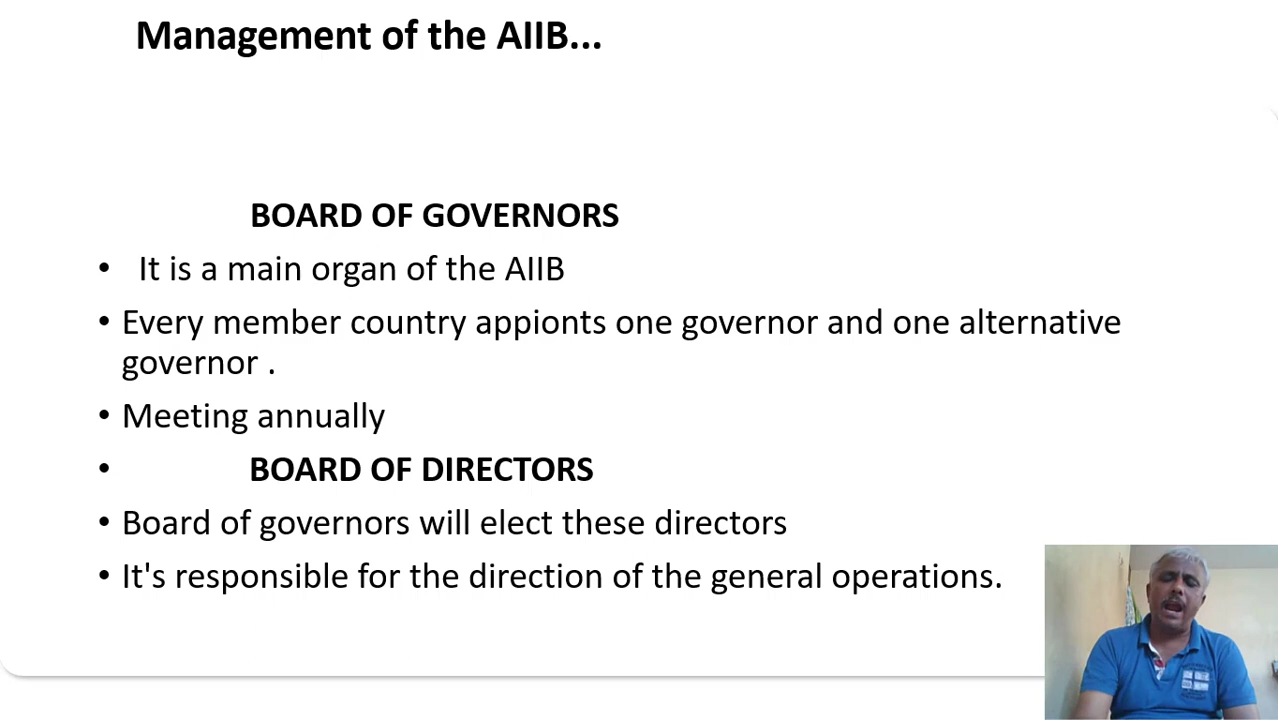 Management of the AIIB...
BOARD OF GOVERNORS
• It is a main organ of the AIIB
• Every member country appionts one governor and one alternative
governor .
• Meeting annually
• BOARD OF DIRECTORS
• Board of governors will elect these directors
• It's responsible for the direction of the general operations.